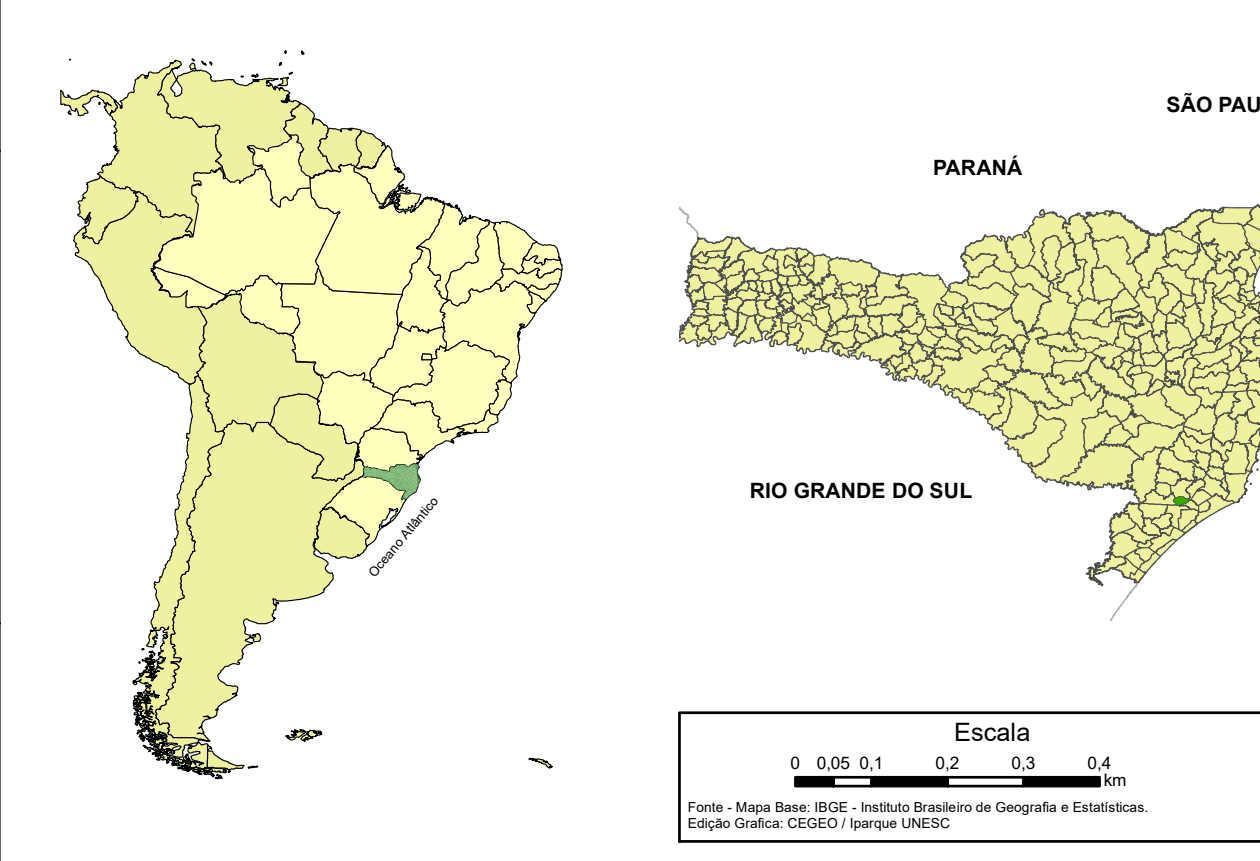 SÃO PAU
PARANÁ
RIO GRANDE DO SUL
Oceano Atlântico
Escala
0 0,05 0,1 0,2 0,3 0,4
km
Fonte - Mapa Base: IBGE - Instituto Brasileiro de Geografia e Estatísticas.
Edição Grafica: CEGEO / Iparque UNESC